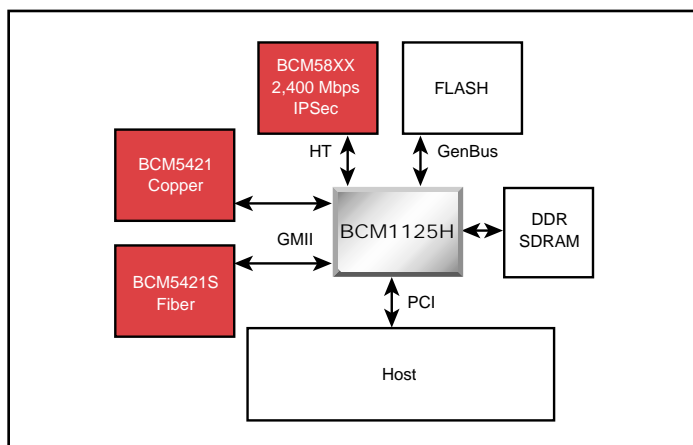 BCM58XX
2,400 Mbps
IPSec
FLASH
HT
GenBus
BCM5421
Copper
BCM1125H
DDR
SDRAM
GMII
BCM5421S
Fiber
PCI
Host